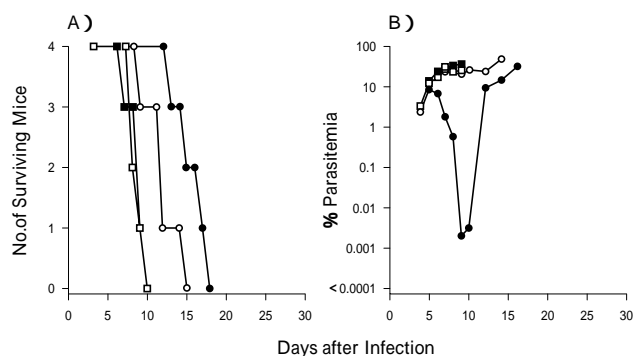 A)
B)
No.of Surviving Mice
4
3
2
1
0
0 5 10 15 20 25 30
% Parasitemia
100
10
1
0.1
0.01
0.001
<0.0001
0 5 10 15 20 25 30
Days after Infection